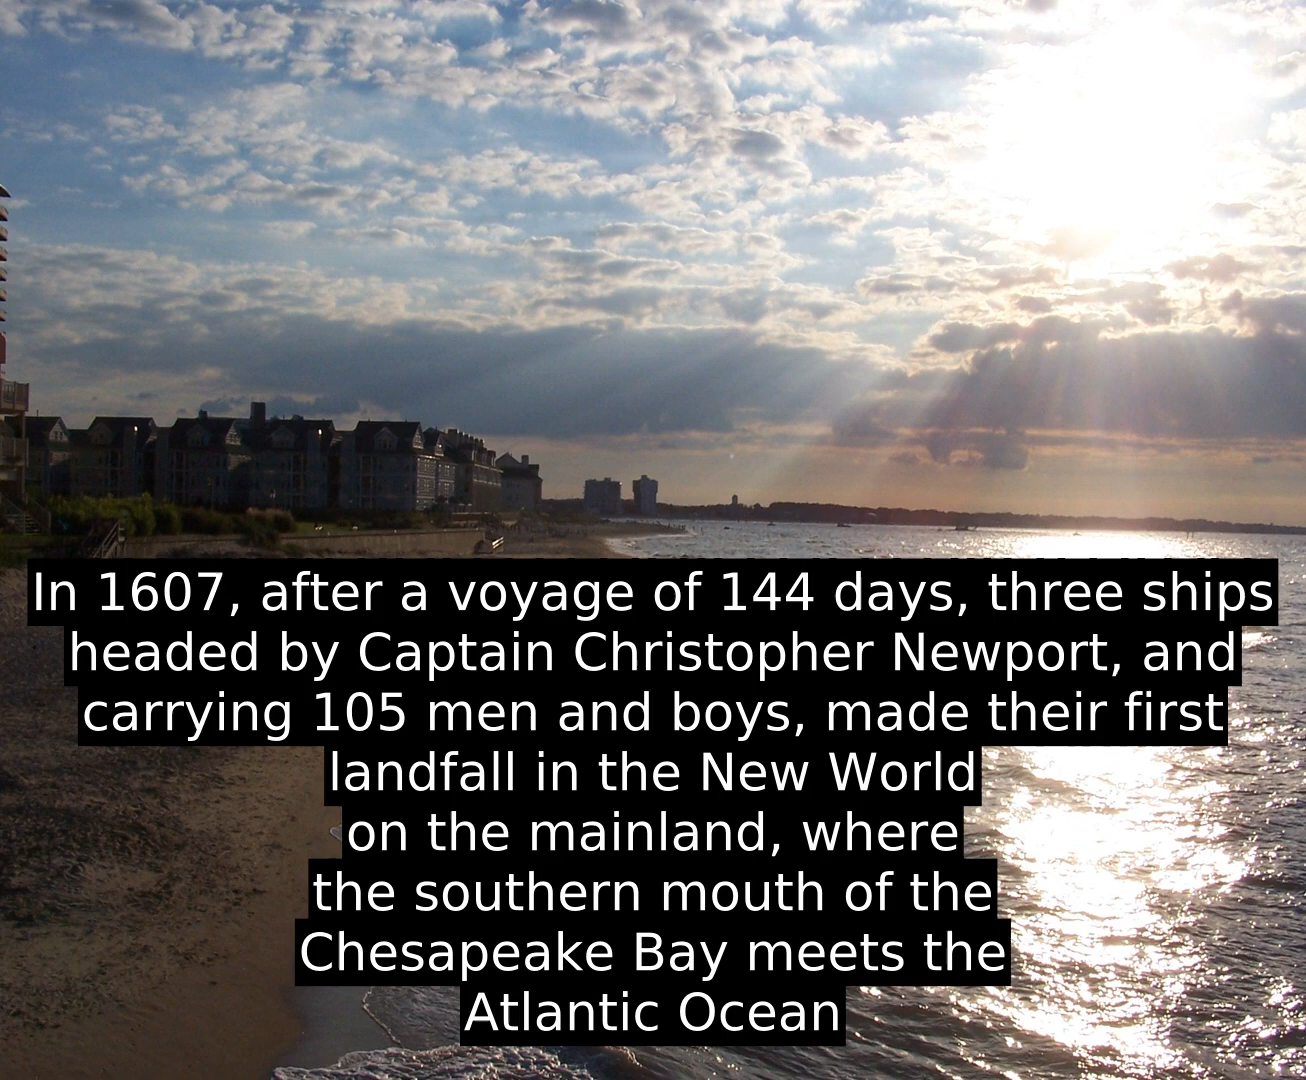 In 1607, after a voyage of 144 days, three ships
headed by Captain Christopher Newport, and
carrying 105 men and boys, made their first
landfall in the New World
on the mainland, where
the southern mouth of the
Chesapeake Bay meets the
Atlantic Ocean